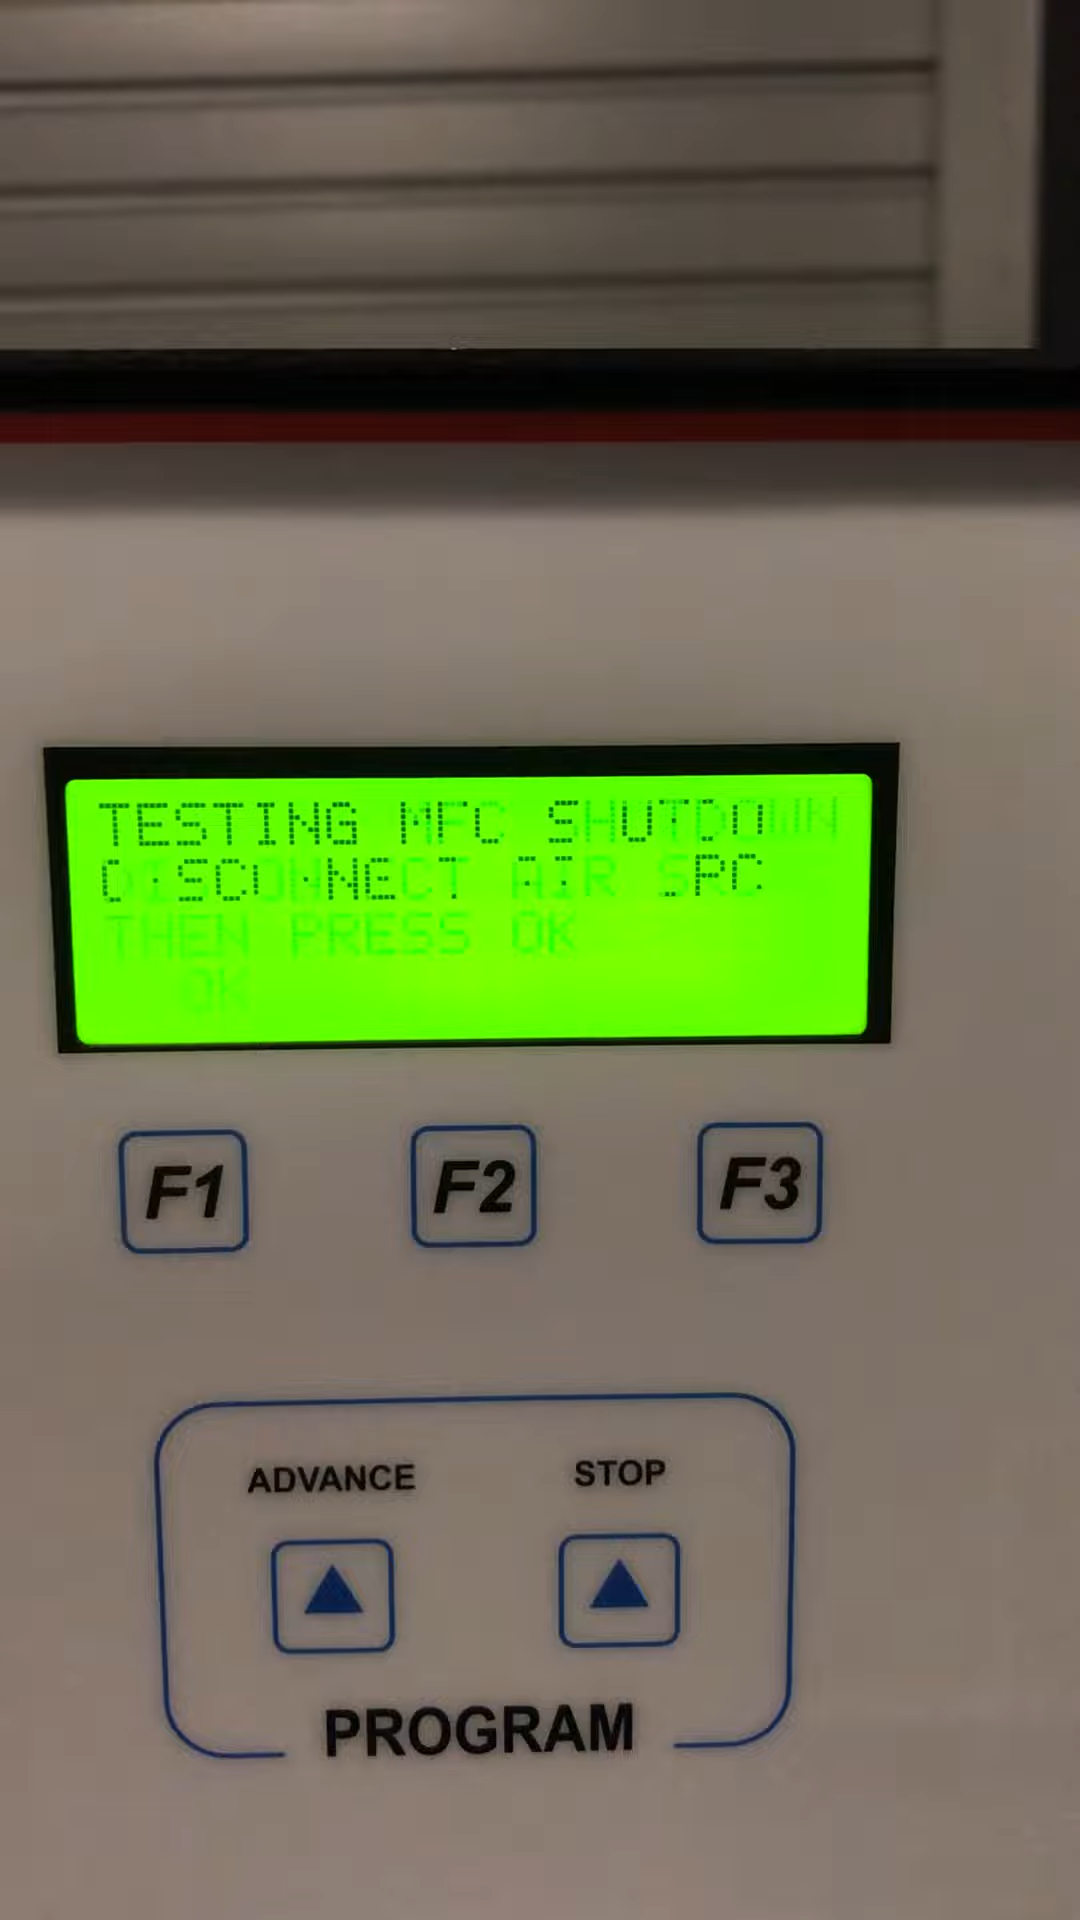 TESTING MFC SHUTDOWN
DISCONNECT AIR SRC
THEN PRESS OK
OK
F1 F2 F3
ADVANCE STOP
PROGRAM